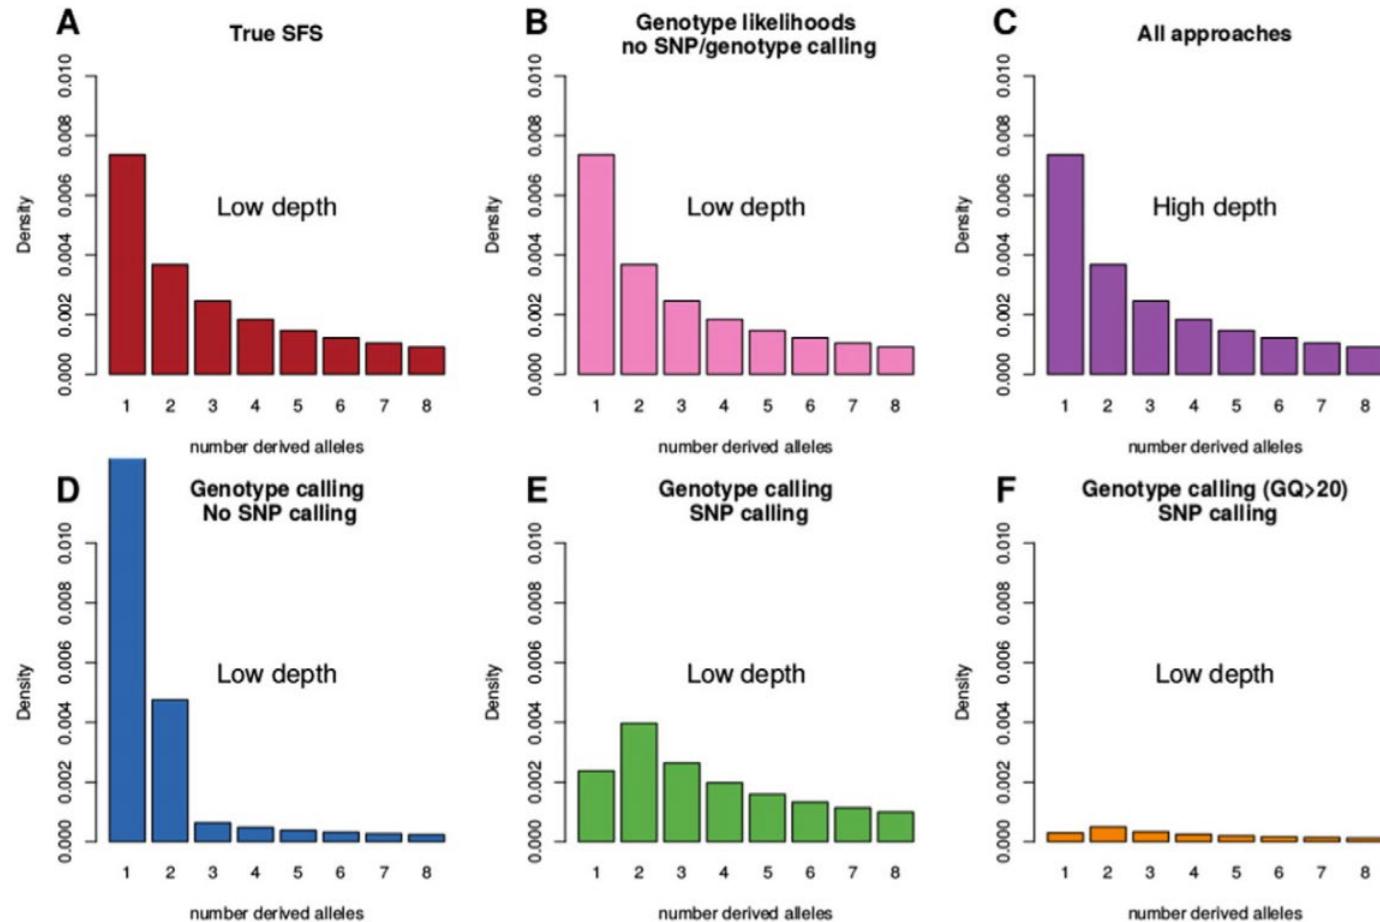 A
True SFS
0.010
0.008
0.006
0.004
0.002
0.000
Density
Low depth
1 2 3 4 5 6 7 8
number derived alleles
B
Genotype likelihoods
no SNP/genotype calling
0.010
0.008
0.006
0.004
0.002
0.000
Density
Low depth
1 2 3 4 5 6 7 8
number derived alleles
C
All approaches
0.010
0.008
0.006
0.004
0.002
0.000
Density
High depth
1 2 3 4 5 6 7 8
number derived alleles
D
Genotype calling
No SNP calling
0.010
0.008
0.006
0.004
0.002
0.000
Density
Low depth
1 2 3 4 5 6 7 8
number derived alleles
E
Genotype calling
SNP calling
0.010
0.008
0.006
0.004
0.002
0.000
Density
Low depth
1 2 3 4 5 6 7 8
number derived alleles
F
Genotype calling (GQ>20)
SNP calling
0.010
0.008
0.006
0.004
0.002
0.000
Density
Low depth
1 2 3 4 5 6 7 8
number derived alleles